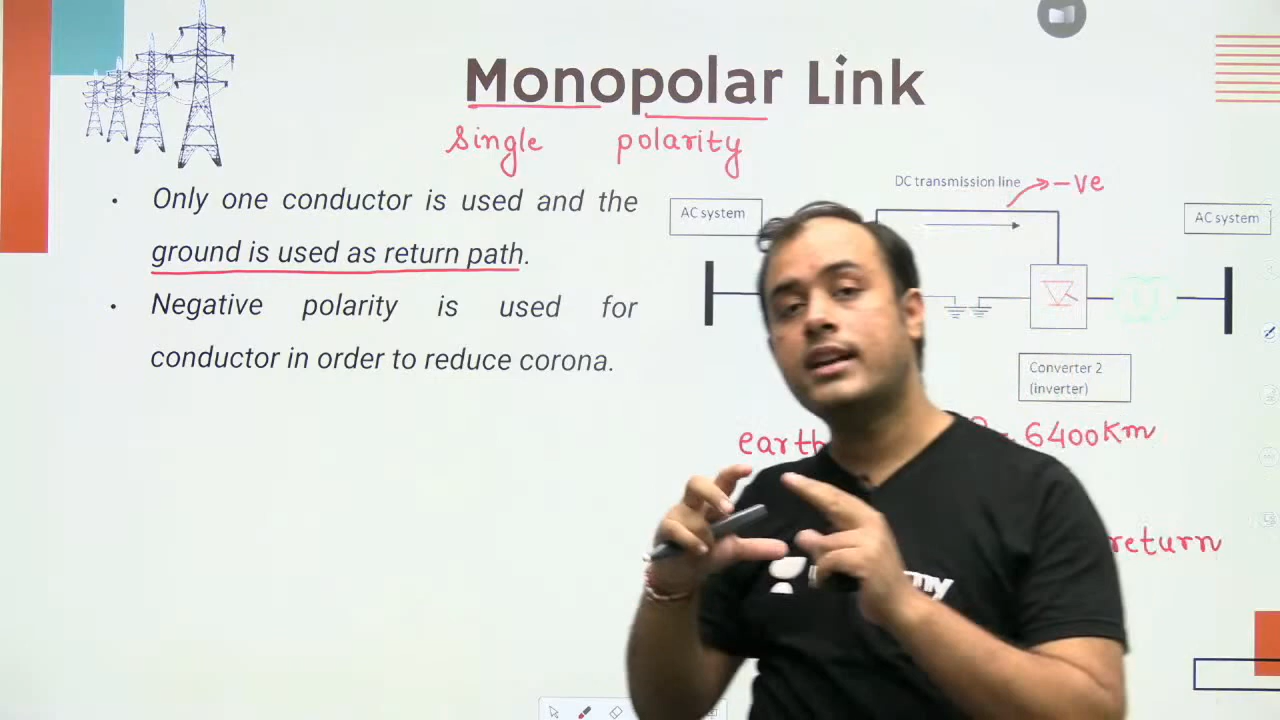 Monopolar Link
single polarity
• Only one conductor is used and the
ground is used as return path.
• Negative polarity is used for
conductor in order to reduce corona.
DC transmission line
-ve
AC system
AC system
Converter 2
(inverter)
earth
6400Km
return